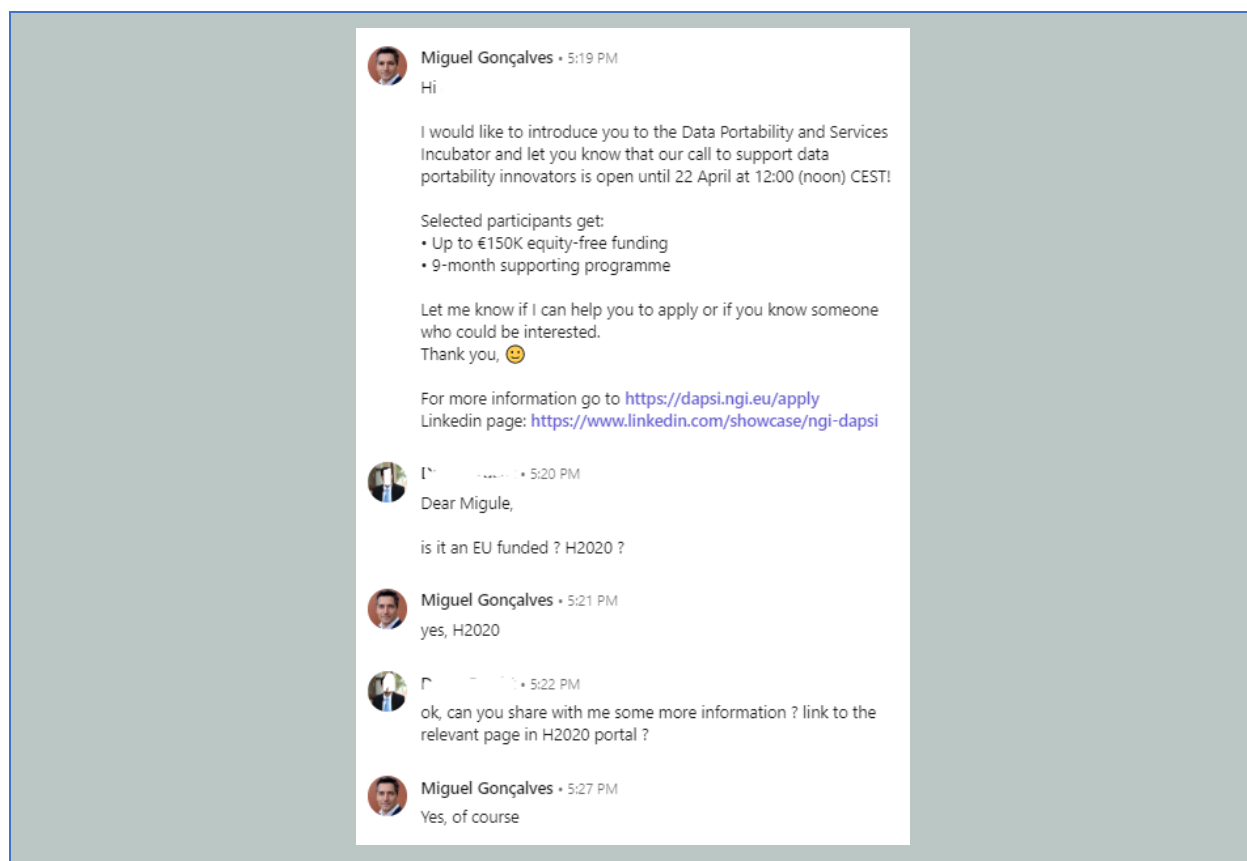 Miguel Gonçalves • 5:19 PM
Hi
I would like to introduce you to the Data Portability and Services
Incubator and let you know that our call to support data
portability innovators is open until 22 April at 12:00 (noon) CEST!
Selected participants get:
• Up to €150K equity-free funding
• 9-month supporting programme
Let me know if I can help you to apply or if you know someone
who could be interested.
Thank you, 🙂
For more information go to https://dapsi.ngi.eu/apply
Linkedin page: https://www.linkedin.com/showcase/ngi-dapsi
• 5:20 PM
Dear Migule,
is it an EU funded ? H2020 ?
Miguel Gonçalves • 5:21 PM
yes, H2020
• 5:22 PM
ok, can you share with me some more information ? link to the
relevant page in H2020 portal ?
Miguel Gonçalves • 5:27 PM
Yes, of course